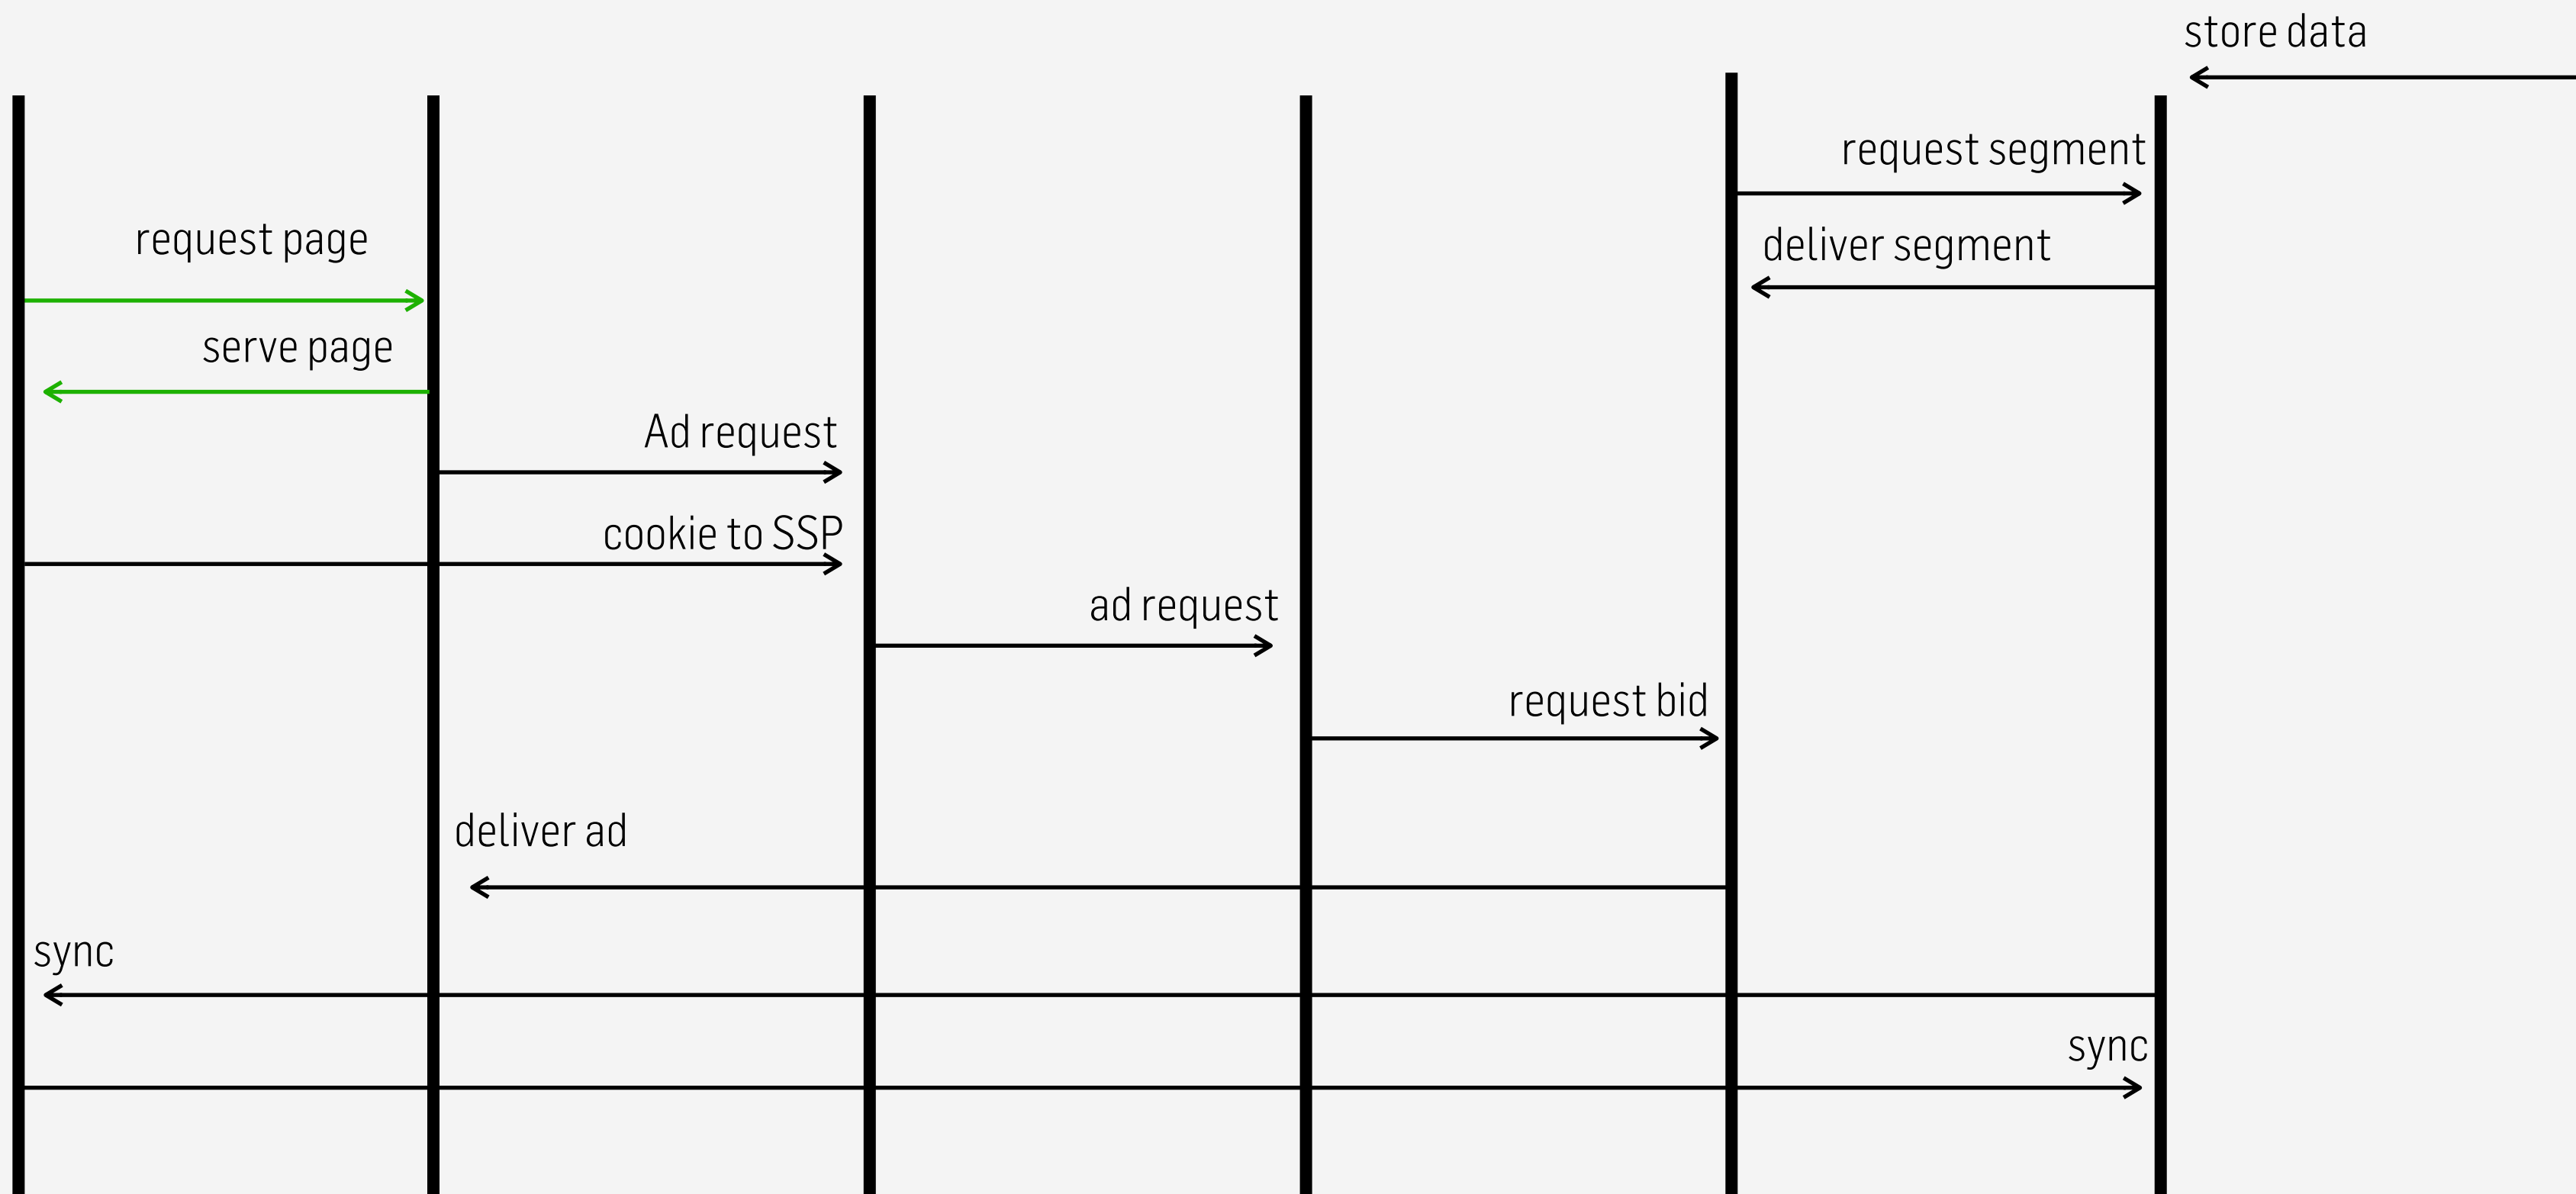 store data
request segment
request page
deliver segment
serve page
Ad request
cookie to SSP
ad request
request bid
deliver ad
sync
sync